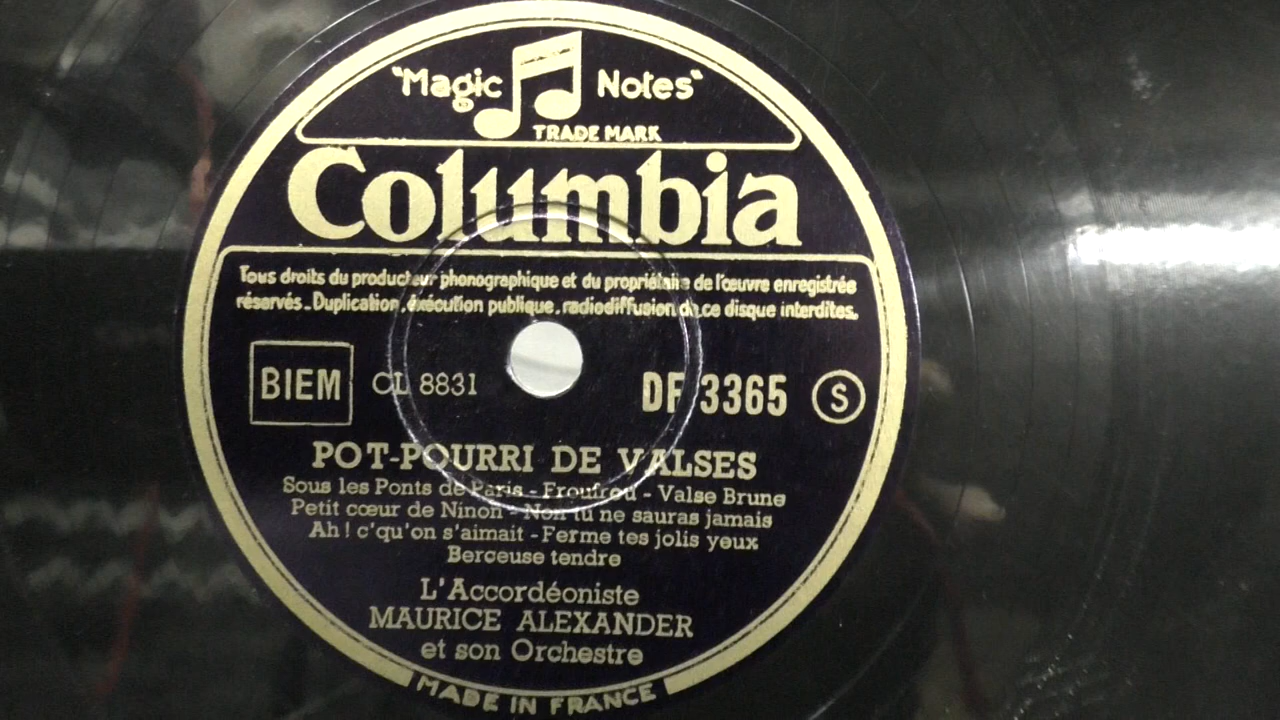 "Magic Notes"
TRADE MARK
Columbia
Tous droits du producteur phonographique et du propriétaire de l'œuvre enregistrée
réservés. Duplication, éxécution publique, radiodiffusion de ce disque interdites.
BIEM CL 8831 DF 3365 S
POT-POURRI DE VALSES
Sous les Ponts de Paris - Froufrou - Valse Brune
Petit cœur de Ninon - Non tu ne sauras jamais
Ah! c'qu'on s'aimait - Ferme tes jolis yeux
Berceuse tendre
L'Accordéoniste
MAURICE ALEXANDER
et son Orchestre
MADE IN FRANCE